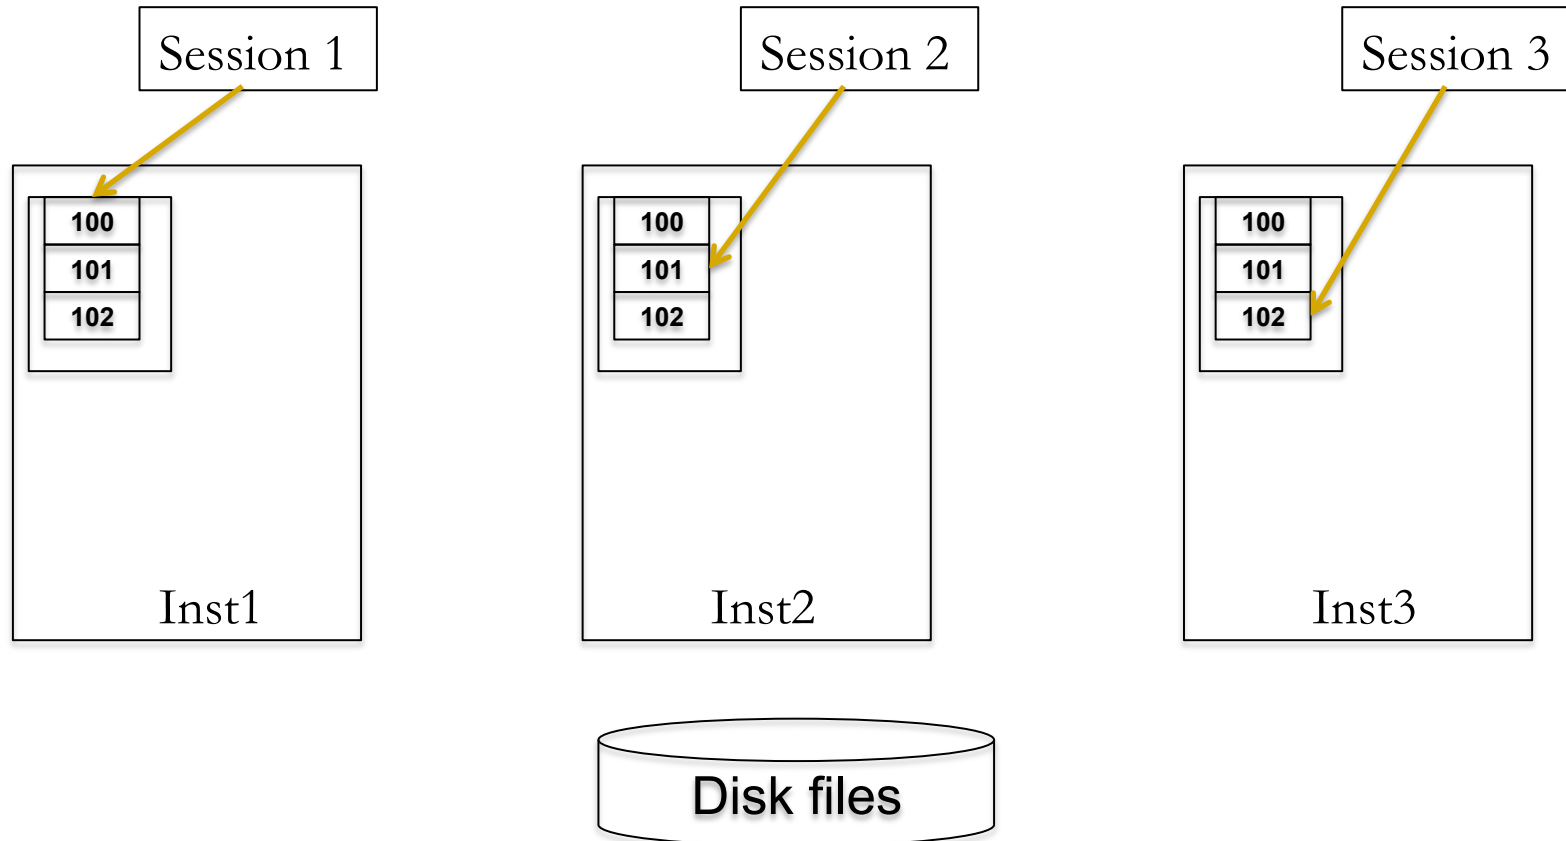 Session 1
Session 2
Session 3
100
101
102
100
101
102
100
101
102
Inst1
Inst2
Inst3
Disk files